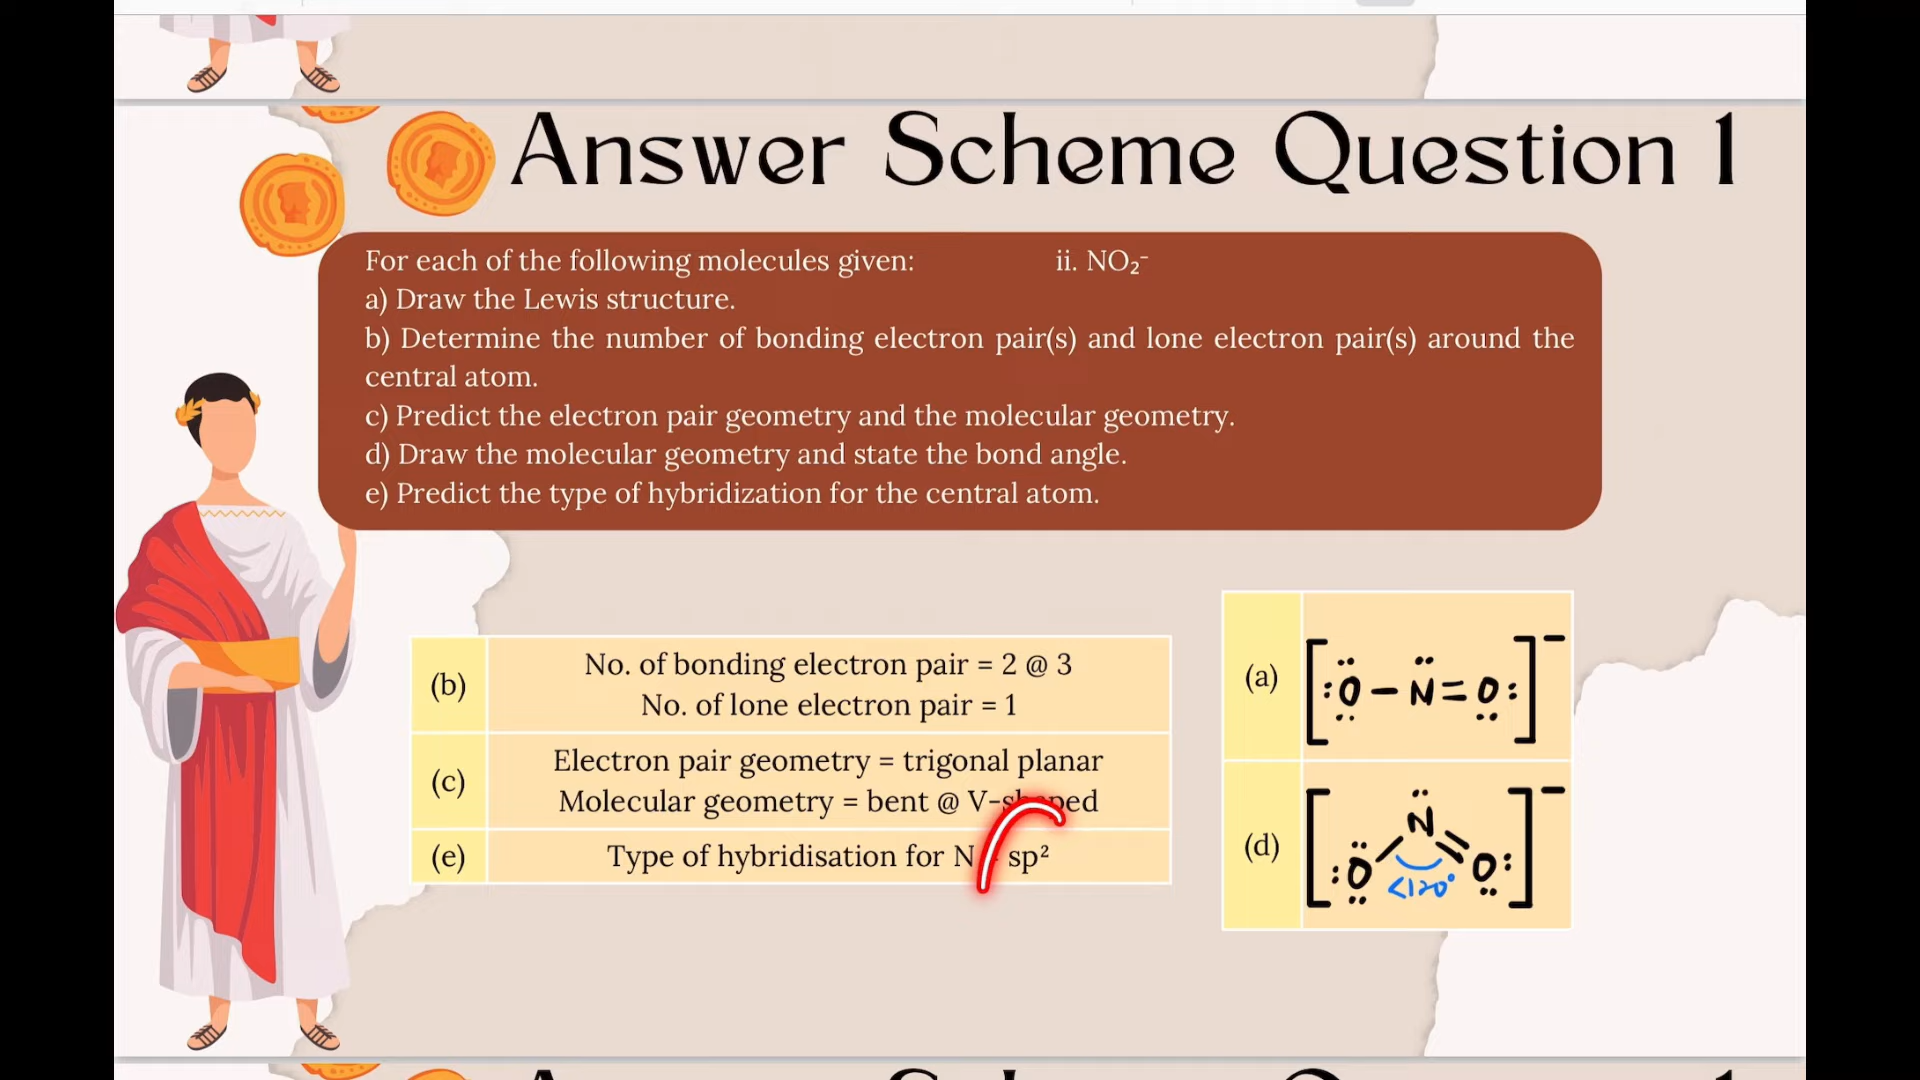 Answer Scheme Question 1
For each of the following molecules given: ii. NO₂⁻
a) Draw the Lewis structure.
b) Determine the number of bonding electron pair(s) and lone electron pair(s) around the
central atom.
c) Predict the electron pair geometry and the molecular geometry.
d) Draw the molecular geometry and state the bond angle.
e) Predict the type of hybridization for the central atom.
(b) No. of bonding electron pair = 2 @ 3
No. of lone electron pair = 1
(c) Electron pair geometry = trigonal planar
Molecular geometry = bent @ V-shaped
(e) Type of hybridisation for N sp²
(a) [:O – N = O:]⁻
(d) [ N ]⁻
:O O:
<120°